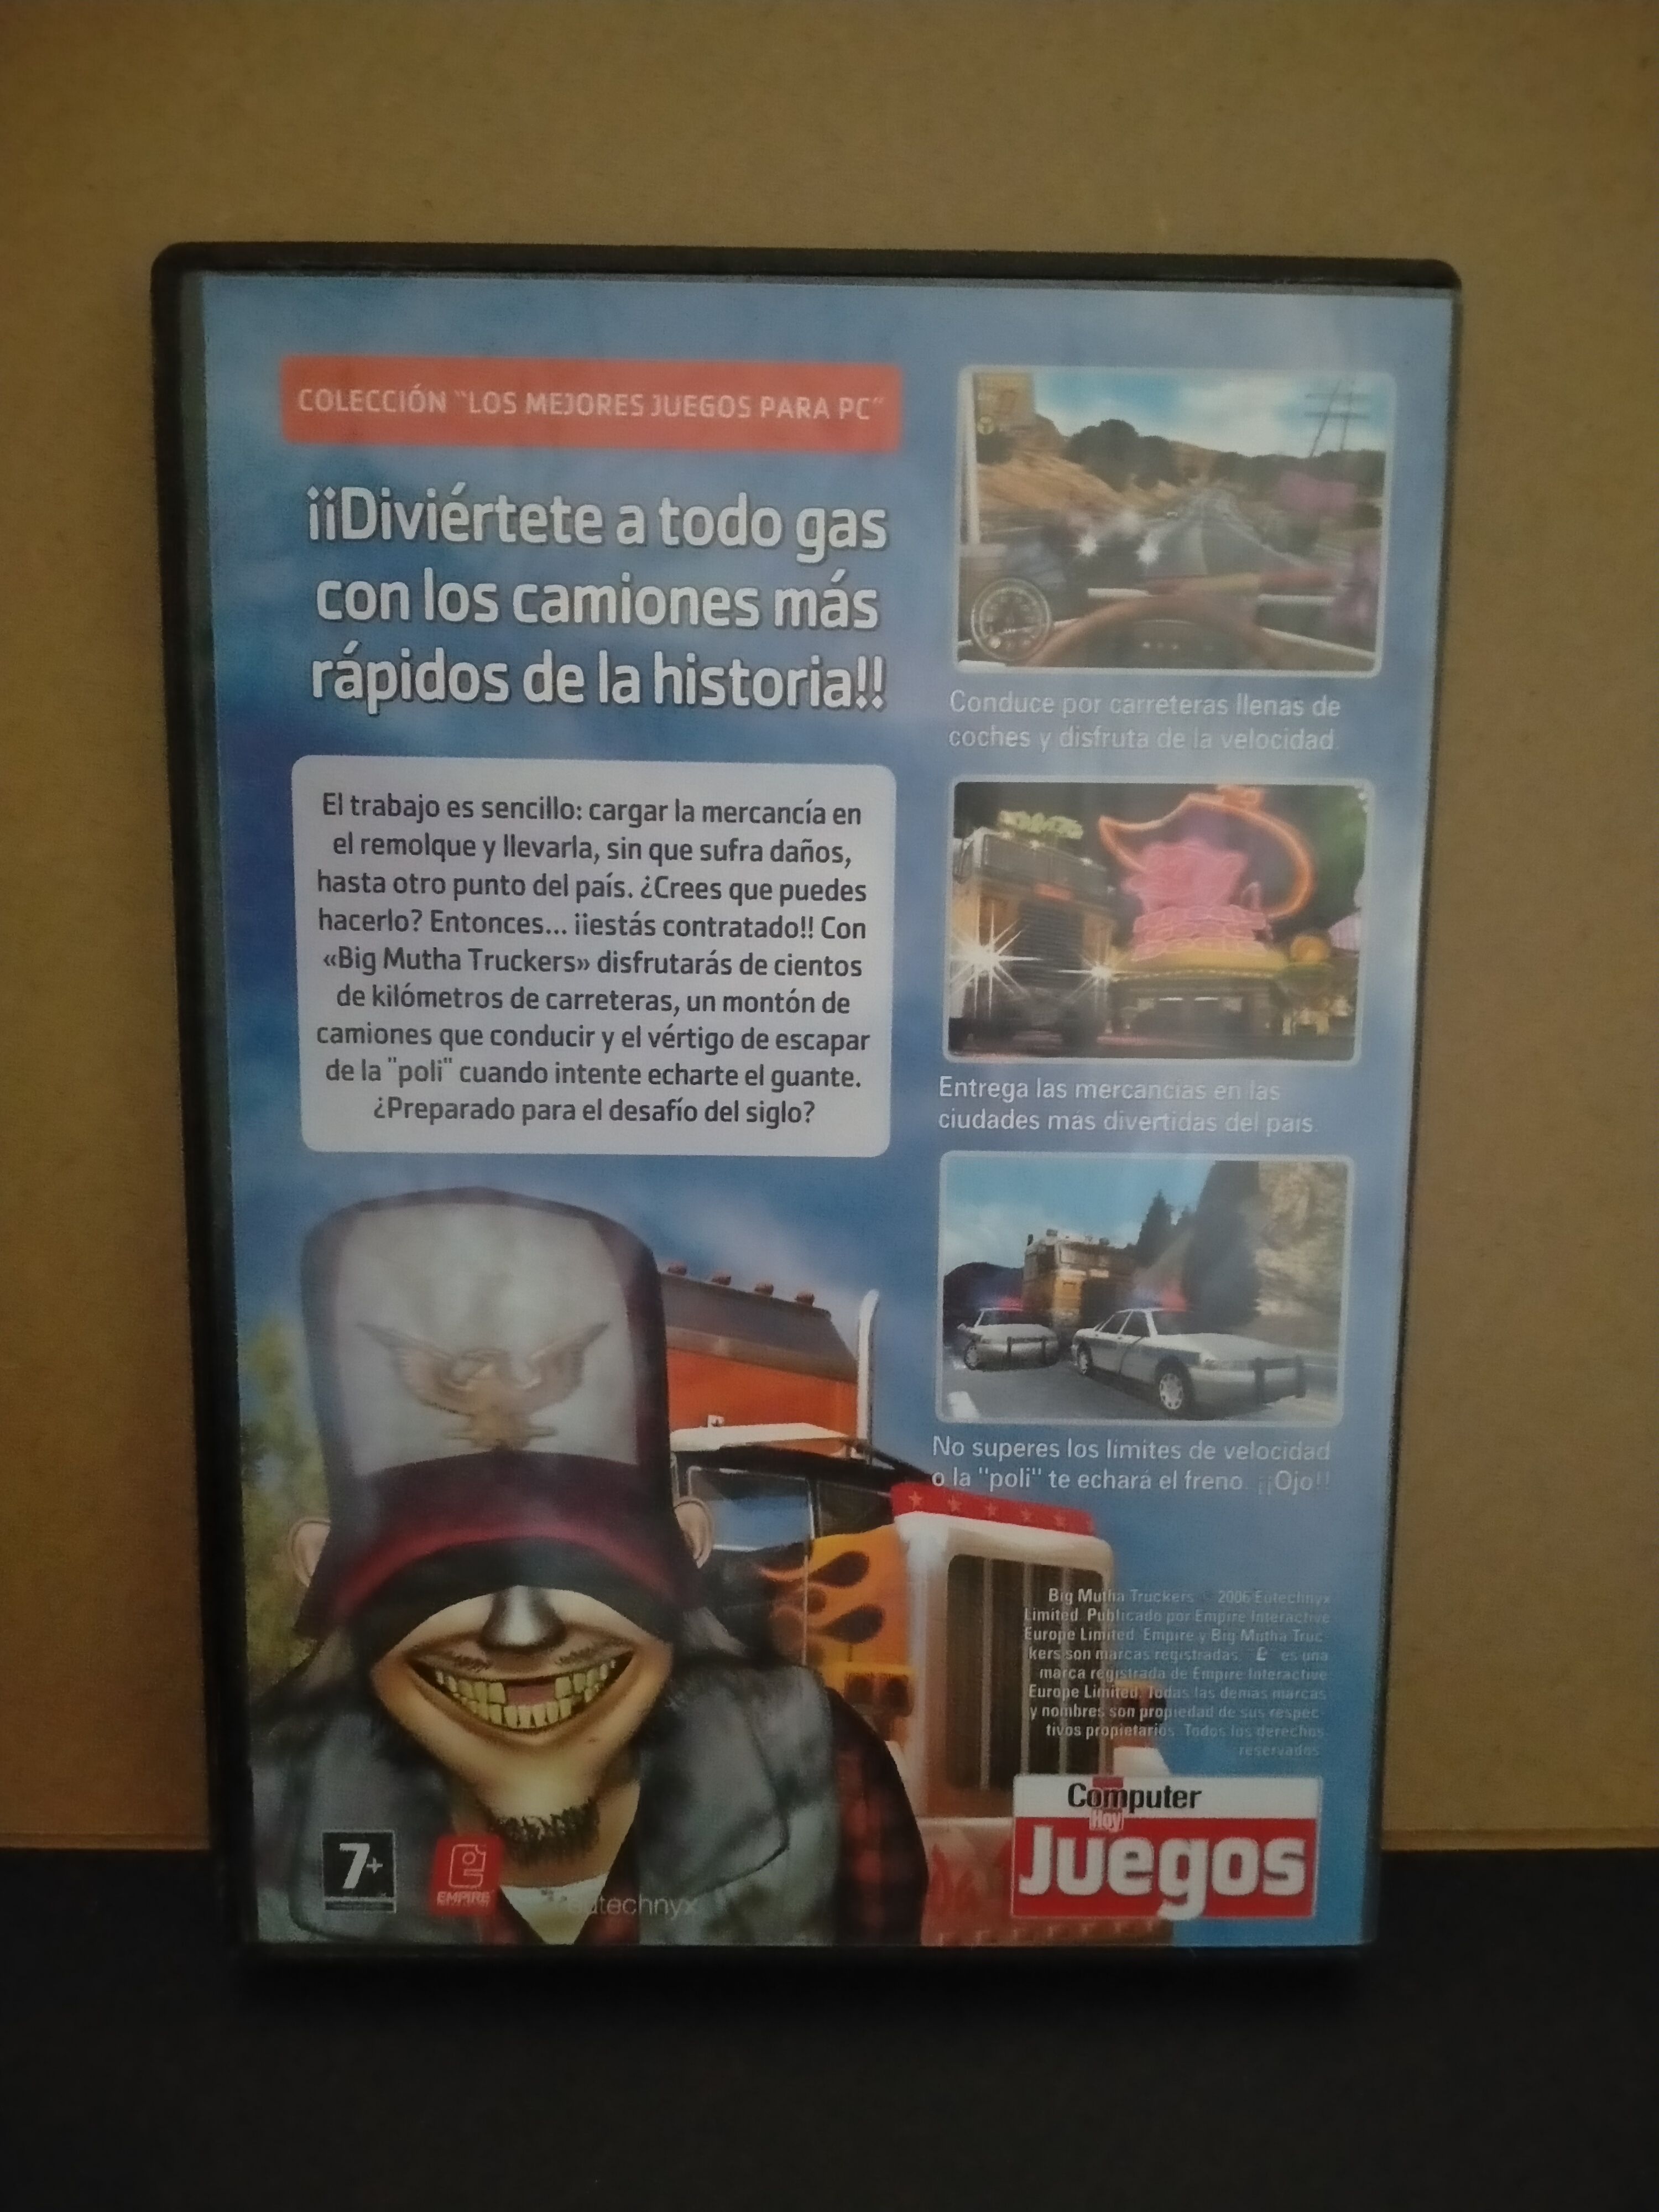 COLECCIÓN "LOS MEJORES JUEGOS PARA PC"
¡¡Diviértete a todo gas
con los camiones más
rápidos de la historia!!
El trabajo es sencillo: cargar la mercancía en
el remolque y llevarla, sin que sufra daños,
hasta otro punto del país. ¿Crees que puedes
hacerlo? Entonces... ¡¡estás contratado!! Con
«Big Mutha Truckers» disfrutarás de cientos
de kilómetros de carreteras, un montón de
camiones que conducir y el vértigo de escapar
de la "poli" cuando intente echarte el guante.
¿Preparado para el desafío del siglo?
Conduce por carreteras llenas de
coches y disfruta de la velocidad.
Entrega las mercancías en las
ciudades más divertidas del país.
No superes los límites de velocidad
o la "poli" te echará el freno. ¡¡Ojo!!
Big Mutha Truckers © 2006 Eutechnyx
Limited. Publicado por Empire Interactive
Europe Limited. Empire y Big Mutha Truc-
kers son marcas registradas. "E" es una
marca registrada de Empire Interactive
Europe Limited. Todas las demas marcas
y nombres son propiedad de sus respec-
tivos propietarios. Todos los derechos
reservados.
7+
EMPIRE
eutechnyx
Computer
Hoy
Juegos